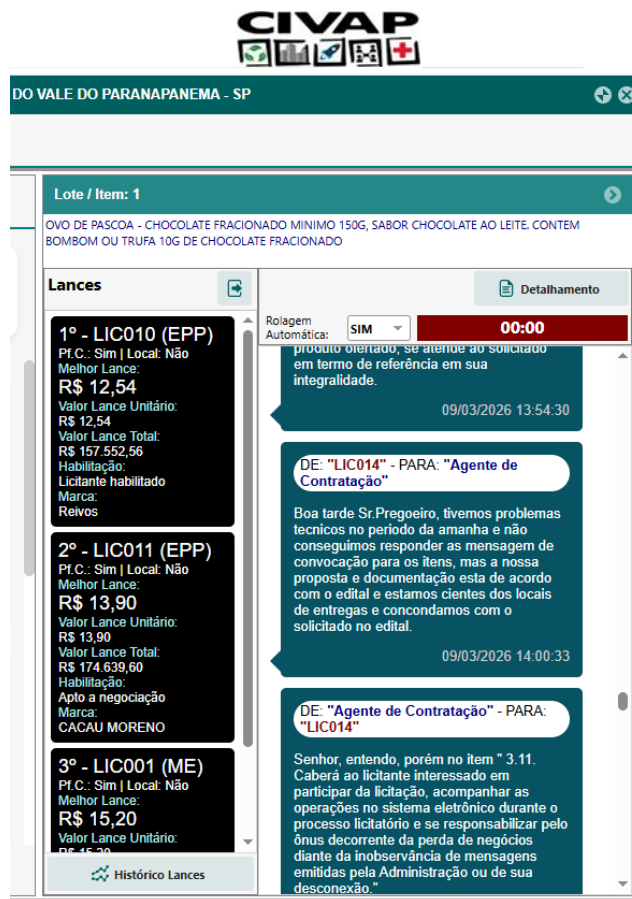 CIVAP
DO VALE DO PARANAPANEMA - SP
Lote / Item: 1
OVO DE PASCOA - CHOCOLATE FRACIONADO MINIMO 150G, SABOR CHOCOLATE AO LEITE. CONTEM
BOMBOM OU TRUFA 10G DE CHOCOLATE FRACIONADO
Lances
1º - LIC010 (EPP)
Pf.C.: Sim | Local: Não
Melhor Lance:
R$ 12,54
Valor Lance Unitário:
R$ 12,54
Valor Lance Total:
R$ 157.552,56
Habilitação:
Licitante habilitado
Marca:
Reivos
2º - LIC011 (EPP)
Pf.C.: Sim | Local: Não
Melhor Lance:
R$ 13,90
Valor Lance Unitário:
R$ 13,90
Valor Lance Total:
R$ 174.639,60
Habilitação:
Apto a negociação
Marca:
CACAU MORENO
3º - LIC001 (ME)
Pf.C.: Sim | Local: Não
Melhor Lance:
R$ 15,20
Valor Lance Unitário:
R$ 15,20
Histórico Lances
Detalhamento
Rolagem
Automática:
SIM
00:00
produto ofertado, se atende ao solicitado
em termo de referência em sua
integralidade.
09/03/2026 13:54:30
DE: "LIC014" - PARA: "Agente de
Contratação"
Boa tarde Sr.Pregoeiro, tivemos problemas
tecnicos no periodo da amanha e não
conseguimos responder as mensagem de
convocação para os itens, mas a nossa
proposta e documentação esta de acordo
com o edital e estamos cientes dos locais
de entregas e concondamos com o
solicitado no edital.
09/03/2026 14:00:33
DE: "Agente de Contratação" - PARA:
"LIC014"
Senhor, entendo, porém no item " 3.11.
Caberá ao licitante interessado em
participar da licitação, acompanhar as
operações no sistema eletrônico durante o
processo licitatório e se responsabilizar pelo
ônus decorrente da perda de negócios
diante da inobservância de mensagens
emitidas pela Administração ou de sua
desconexão."